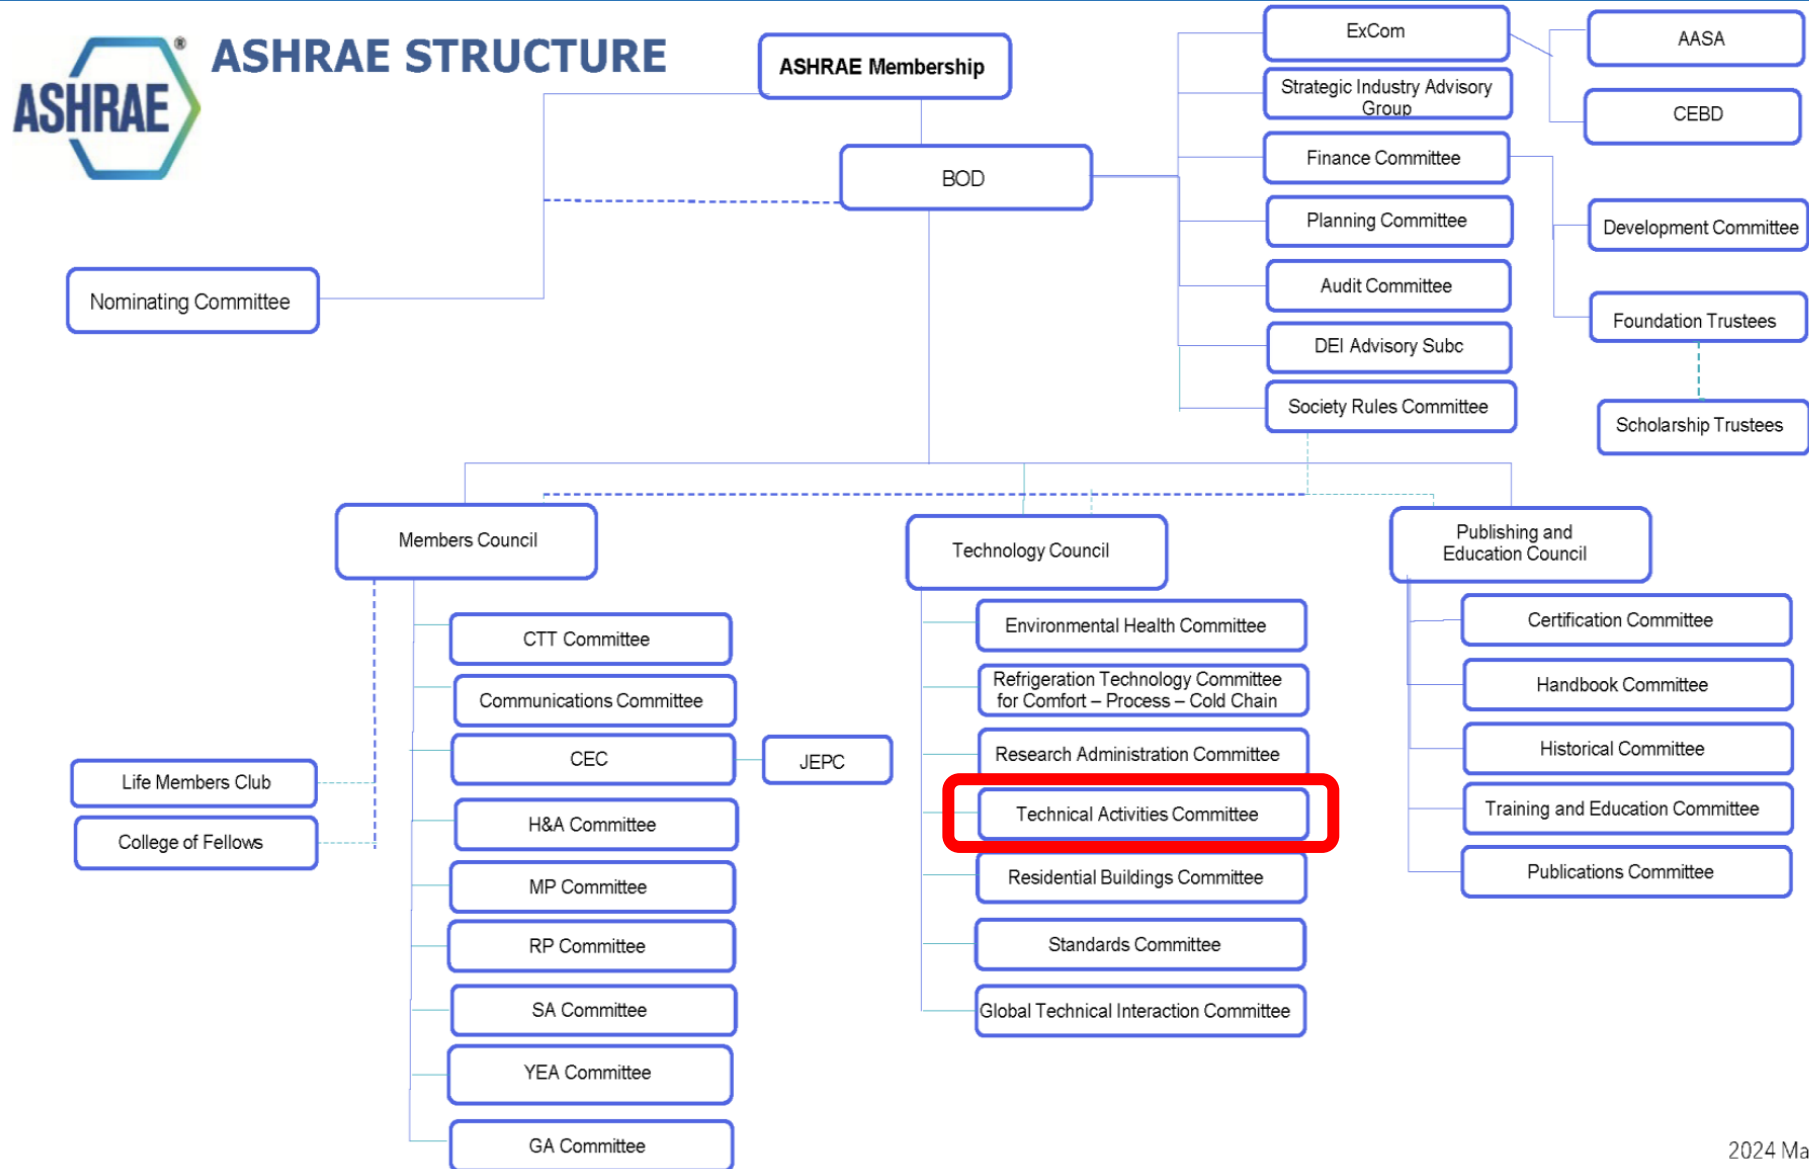 ASHRAE®
ASHRAE STRUCTURE
ASHRAE Membership
BOD
Nominating Committee
ExCom
AASA
CEBD
Strategic Industry Advisory
Group
Finance Committee
Planning Committee
Development Committee
Audit Committee
Foundation Trustees
DEI Advisory Subc
Society Rules Committee
Scholarship Trustees
Members Council
CTT Committee
Communications Committee
CEC
JEPC
Life Members Club
College of Fellows
H&A Committee
MP Committee
RP Committee
SA Committee
YEA Committee
GA Committee
Technology Council
Environmental Health Committee
Refrigeration Technology Committee
for Comfort – Process – Cold Chain
Research Administration Committee
Technical Activities Committee
Residential Buildings Committee
Standards Committee
Global Technical Interaction Committee
Publishing and
Education Council
Certification Committee
Handbook Committee
Historical Committee
Training and Education Committee
Publications Committee
2024 Ma